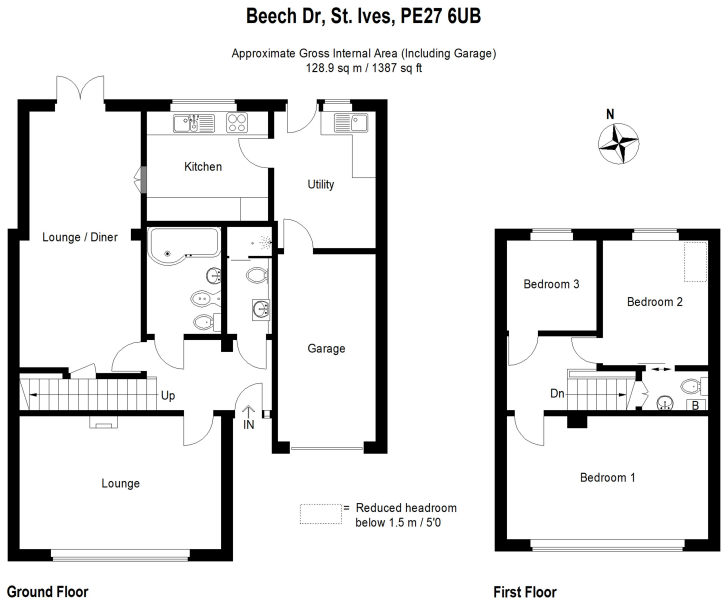 Beech Dr, St. Ives, PE27 6UB
Approximate Gross Internal Area (Including Garage)
128.9 sq m / 1387 sq ft
N
Kitchen
Utility
Lounge / Diner
Bedroom 3
Bedroom 2
Garage
Up
Dn
B
IN
Lounge
Bedroom 1
= Reduced headroom
below 1.5 m / 5'0
Ground Floor
First Floor